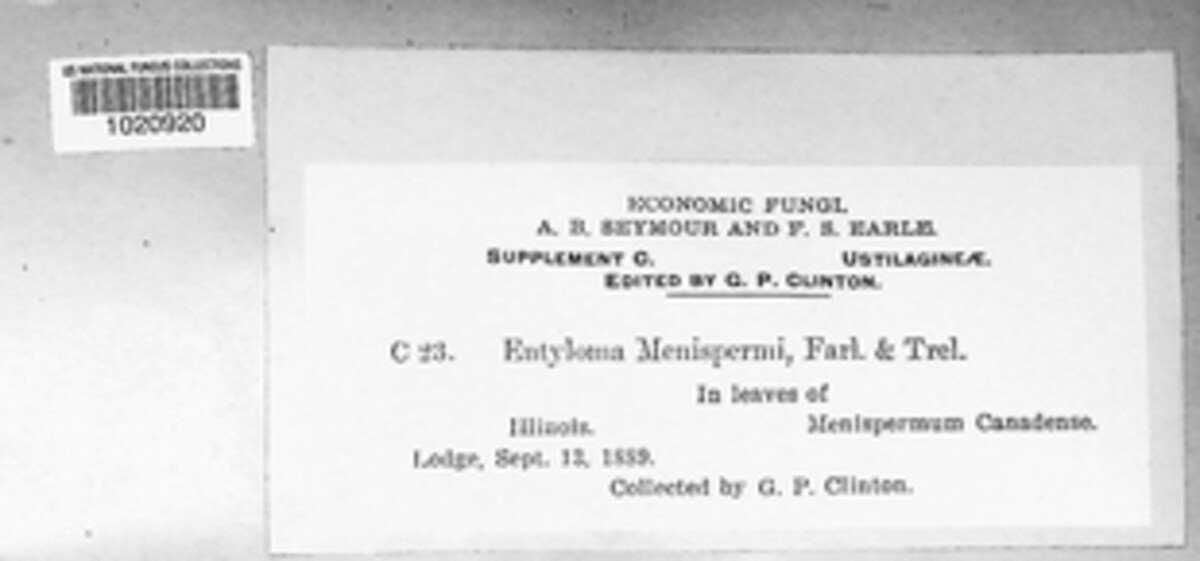 US NATIONAL FUNGUS COLLECTIONS
1020920
ECONOMIC FUNGI.
A. B. SEYMOUR AND F. S. EARLE.
SUPPLEMENT C. USTILAGINEÆ.
EDITED BY G. P. CLINTON.
C 23. Entyloma Menispermi, Farl. & Trel.
In leaves of
Illinois. Menispermum Canadense.
Lodge, Sept. 13, 1889.
Collected by G. P. Clinton.